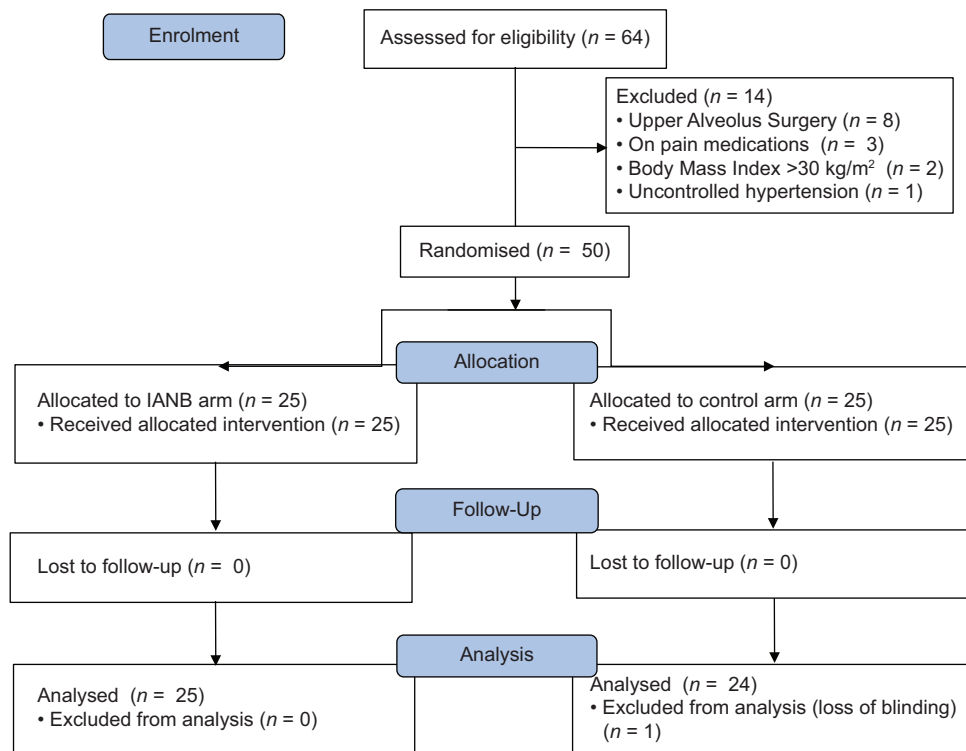 Enrolment
Assessed for eligibility (n = 64)
Excluded (n = 14)
• Upper Alveolus Surgery (n = 8)
• On pain medications (n = 3)
• Body Mass Index >30 kg/m² (n = 2)
• Uncontrolled hypertension (n = 1)
Randomised (n = 50)
Allocation
Allocated to IANB arm (n = 25)
• Received allocated intervention (n = 25)
Allocated to control arm (n = 25)
• Received allocated intervention (n = 25)
Follow-Up
Lost to follow-up (n = 0)
Lost to follow-up (n = 0)
Analysis
Analysed (n = 25)
• Excluded from analysis (n = 0)
Analysed (n = 24)
• Excluded from analysis (loss of blinding)
(n = 1)